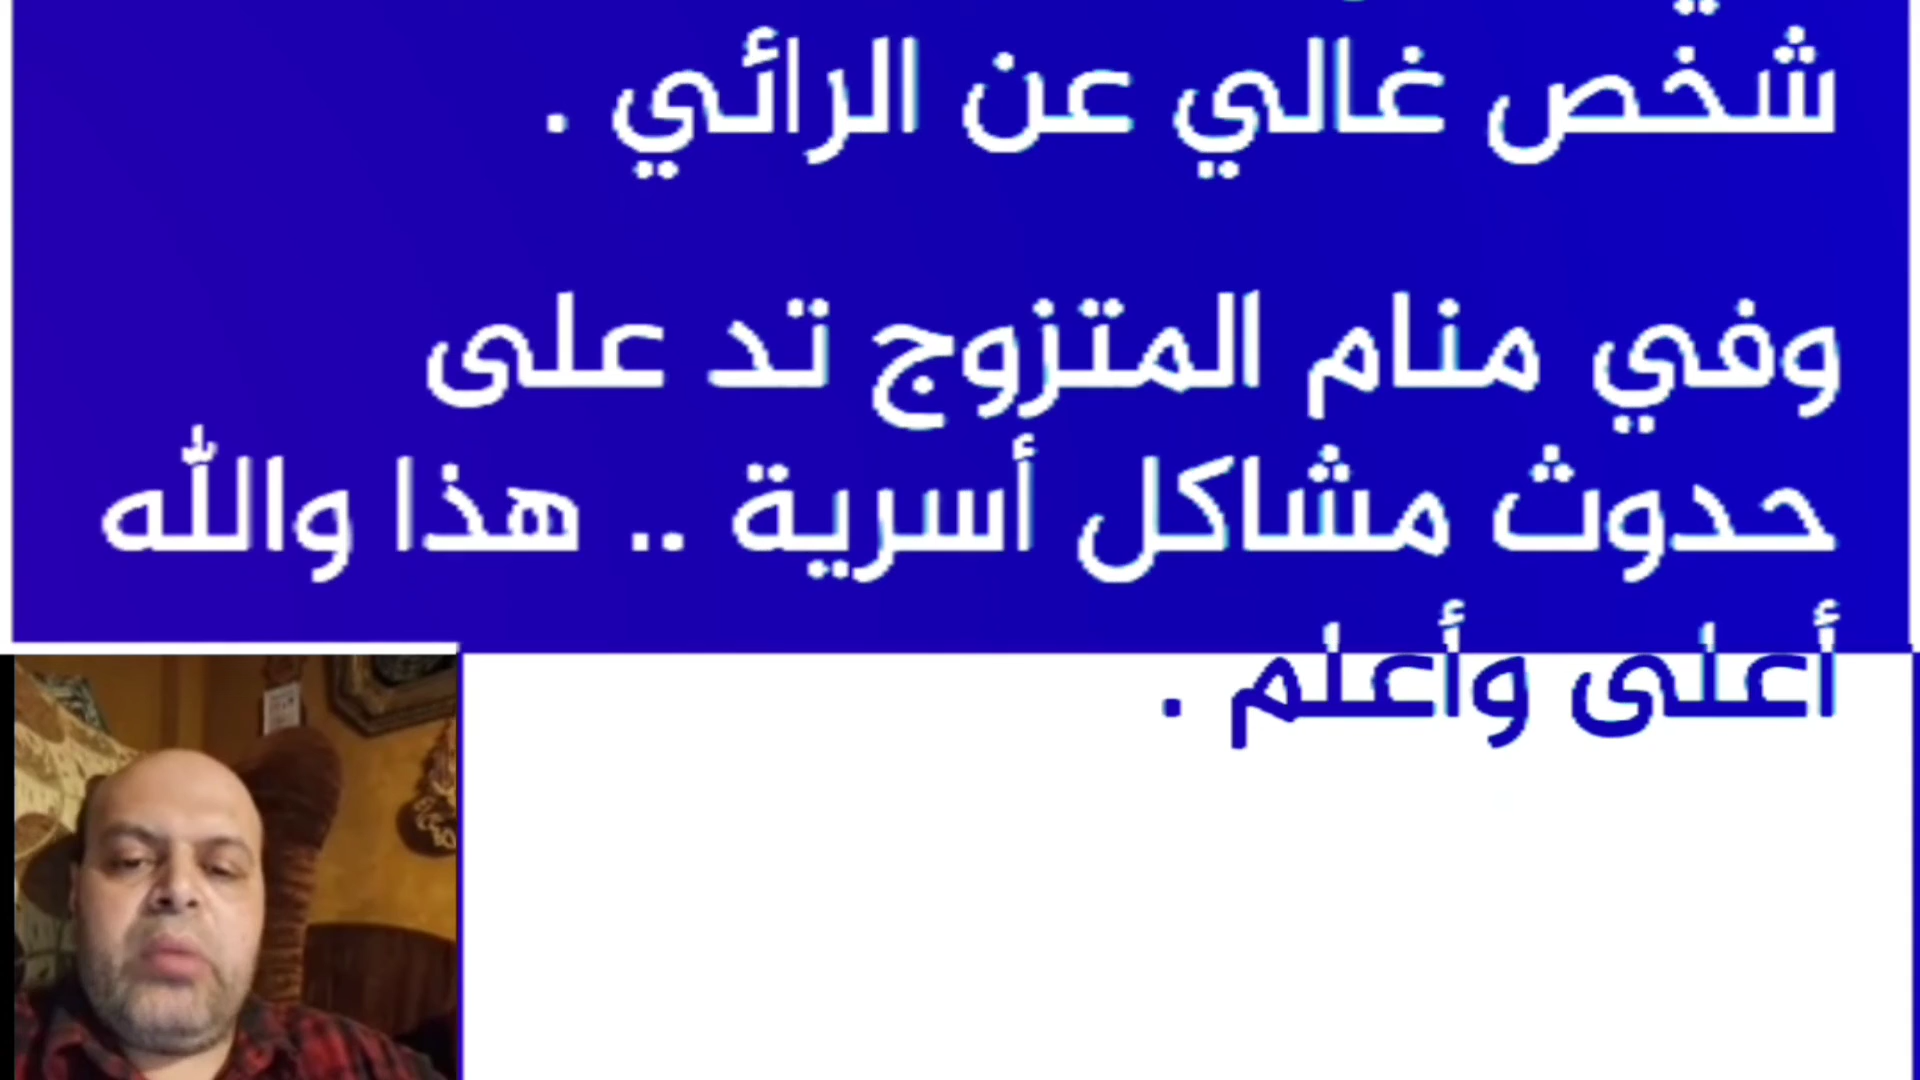 شخص غالي عن الرائي .
وفي منام المتزوج تد على
حدوث مشاكل أسرية .. هذا والله
أعلى وأعلم .